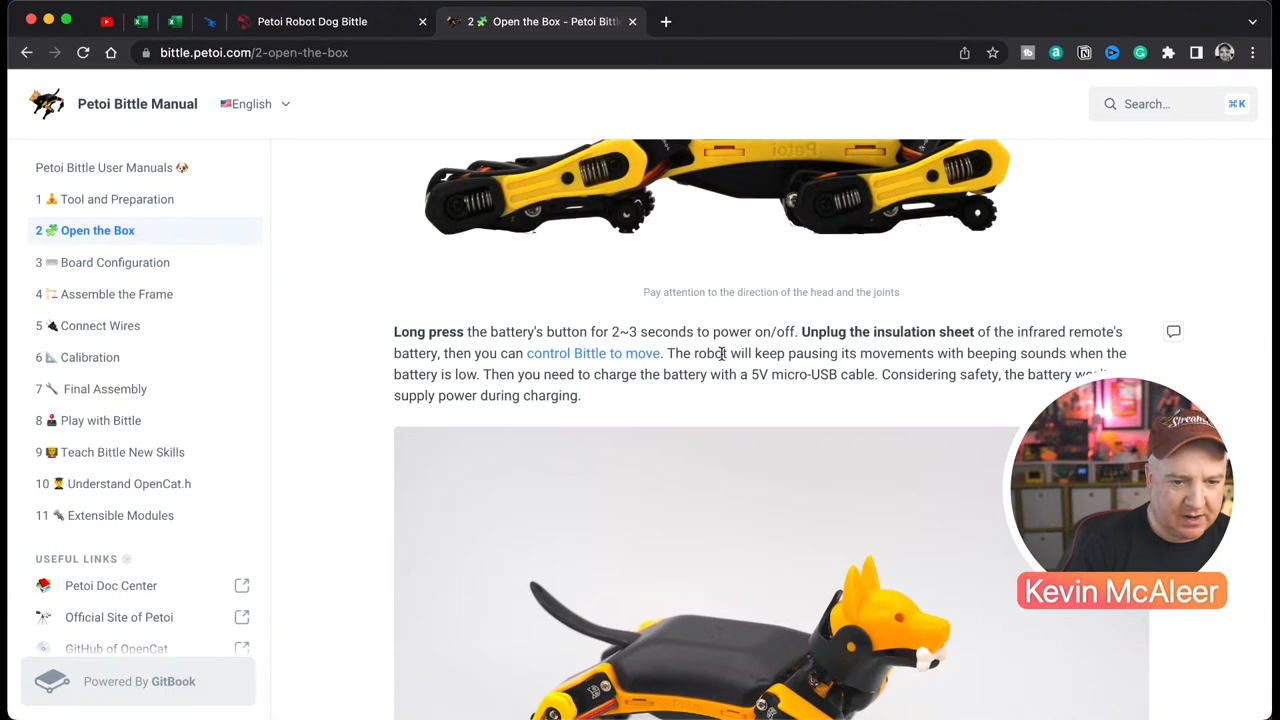 Petoi Robot Dog Bittle
2 Open the Box - Petoi Bittl
bittle.petoi.com/2-open-the-box
Petoi Bittle Manual
English
Search...
⌘K
Petoi Bittle User Manuals
1 Tool and Preparation
2 Open the Box
3 Board Configuration
4 Assemble the Frame
5 Connect Wires
6 Calibration
7 Final Assembly
8 Play with Bittle
9 Teach Bittle New Skills
10 Understand OpenCat.h
11 Extensible Modules
USEFUL LINKS
Petoi Doc Center
Official Site of Petoi
GitHub of OpenCat
Powered By GitBook
Petoi
Pay attention to the direction of the head and the joints
Long press the battery's button for 2~3 seconds to power on/off. Unplug the insulation sheet of the infrared remote's
battery, then you can control Bittle to move. The robot will keep pausing its movements with beeping sounds when the
battery is low. Then you need to charge the battery with a 5V micro-USB cable. Considering safety, the battery won't
supply power during charging.
Kevin McAleer